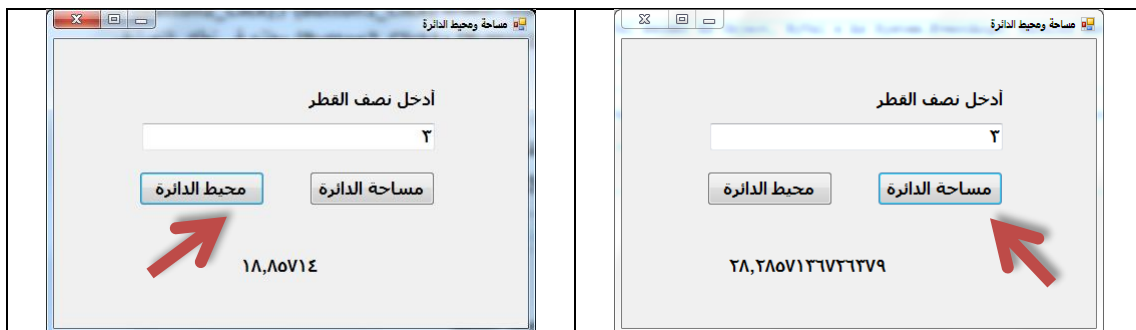 مساحة ومحيط الدائرة
أدخل نصف القطر
٣
مساحة الدائرة
محيط الدائرة
٢٨,٢٨٥٧١٣٦٧٢٦٣٧٩
مساحة ومحيط الدائرة
أدخل نصف القطر
٣
مساحة الدائرة
محيط الدائرة
١٨,٨٥٧١٤